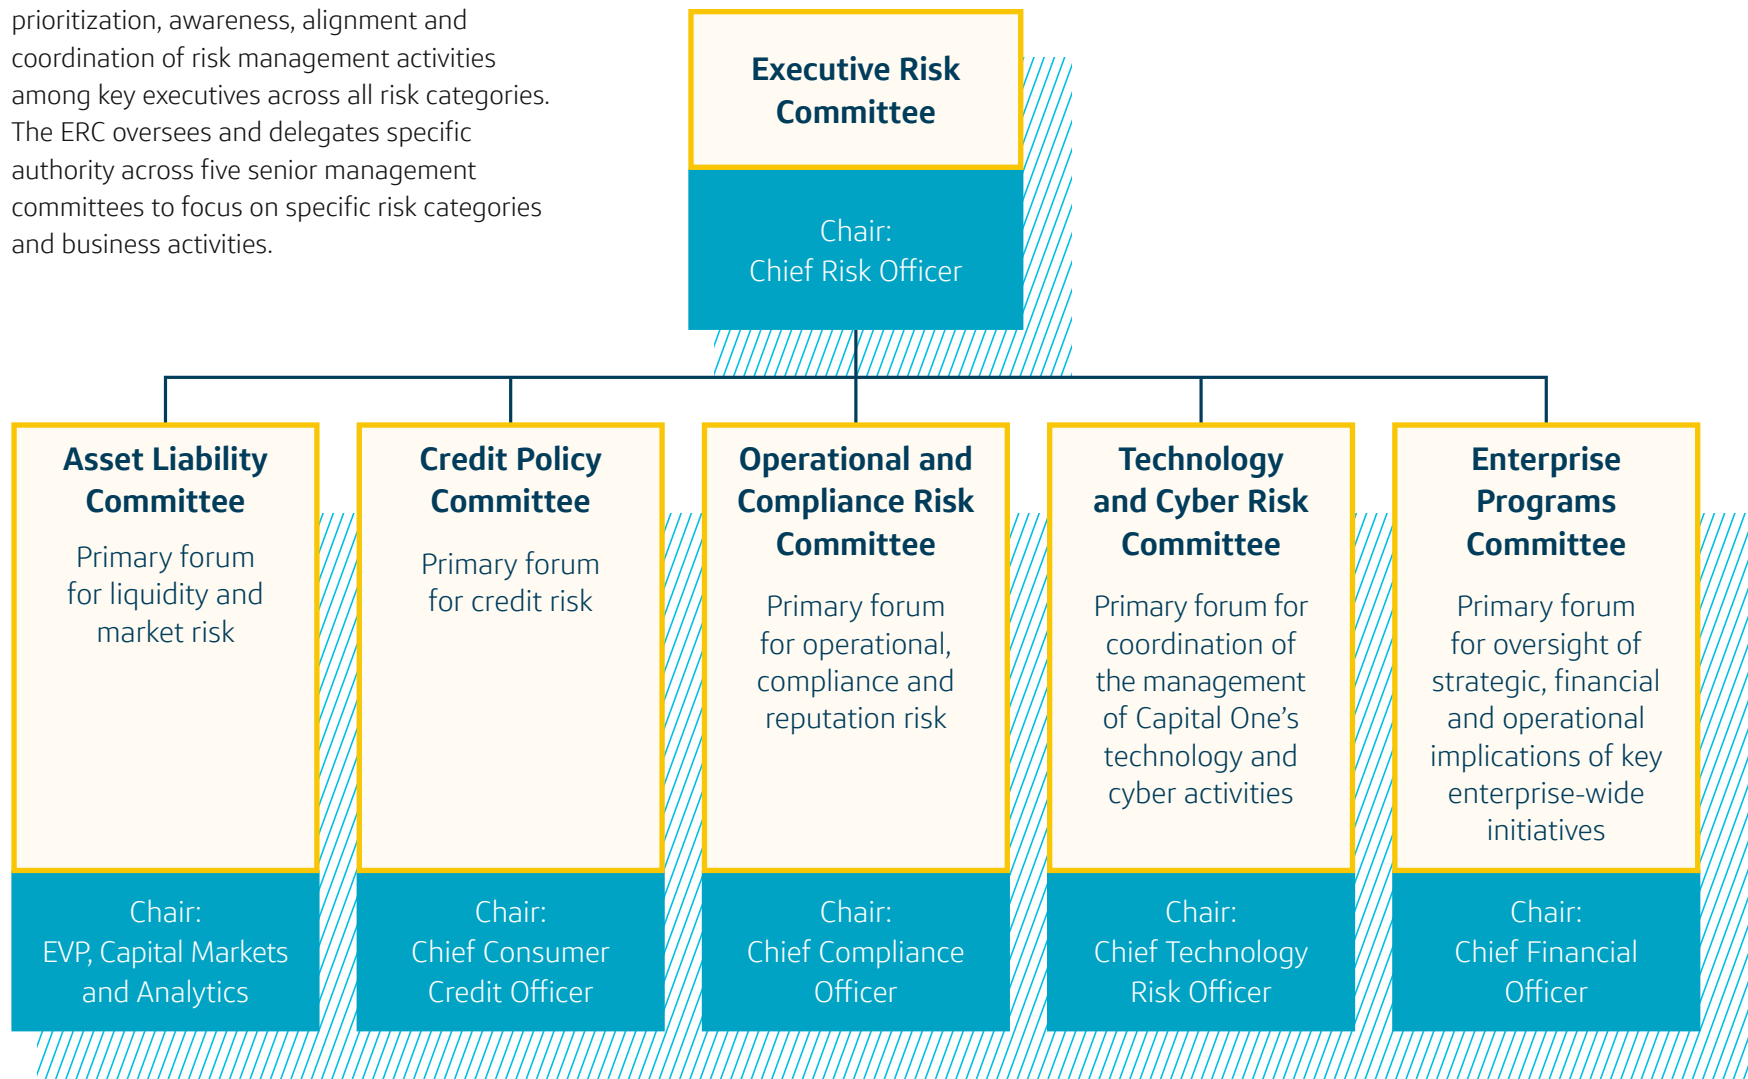 prioritization, awareness, alignment and
coordination of risk management activities
among key executives across all risk categories.
The ERC oversees and delegates specific
authority across five senior management
committees to focus on specific risk categories
and business activities.
Executive Risk
Committee
Chair:
Chief Risk Officer
Asset Liability
Committee
Primary forum
for liquidity and
market risk
Chair:
EVP, Capital Markets
and Analytics
Credit Policy
Committee
Primary forum
for credit risk
Chair:
Chief Consumer
Credit Officer
Operational and
Compliance Risk
Committee
Primary forum
for operational,
compliance and
reputation risk
Chair:
Chief Compliance
Officer
Technology
and Cyber Risk
Committee
Primary forum for
coordination of
the management
of Capital One’s
technology and
cyber activities
Chair:
Chief Technology
Risk Officer
Enterprise
Programs
Committee
Primary forum
for oversight of
strategic, financial
and operational
implications of key
enterprise-wide
initiatives
Chair:
Chief Financial
Officer